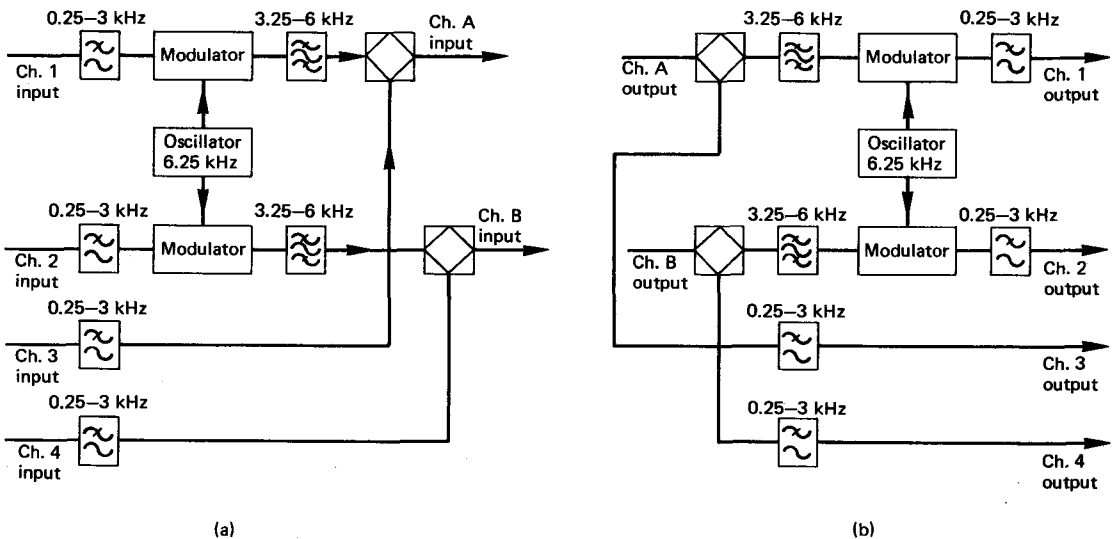 0.25–3 kHz
3.25–6 kHz
Ch. A
input
Modulator
Ch. 1
input
Oscillator
6.25 kHz
0.25–3 kHz
3.25–6 kHz
Ch. B
input
Modulator
Ch. 2
input
0.25–3 kHz
Ch. 3
input
0.25–3 kHz
Ch. 4
input
(a)
3.25–6 kHz
0.25–3 kHz
Ch. A
output
Modulator
Ch. 1
output
Oscillator
6.25 kHz
3.25–6 kHz
0.25–3 kHz
Ch. B
output
Modulator
Ch. 2
output
0.25–3 kHz
Ch. 3
output
0.25–3 kHz
Ch. 4
output
(b)